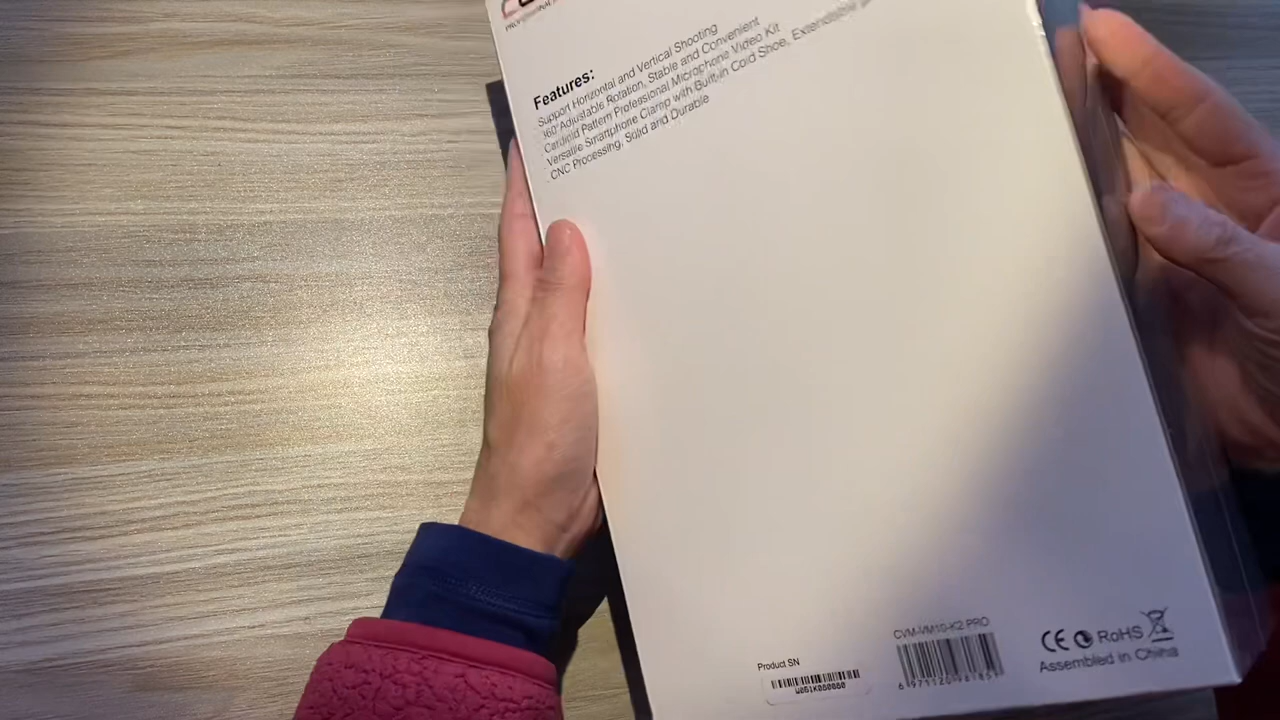 Features:
Support Horizontal and Vertical Shooting
360°Adjustable Rotation, Stable and Convenient
Cardioid Pattern Professional Microphone Video Kit
Versatile Smartphone Clamp with Built-in Cold Shoe, Extendable
CNC Processing, Solid and Durable
CVM-VM10-K2 PRO
Product SN
CE RoHS
Assembled in China